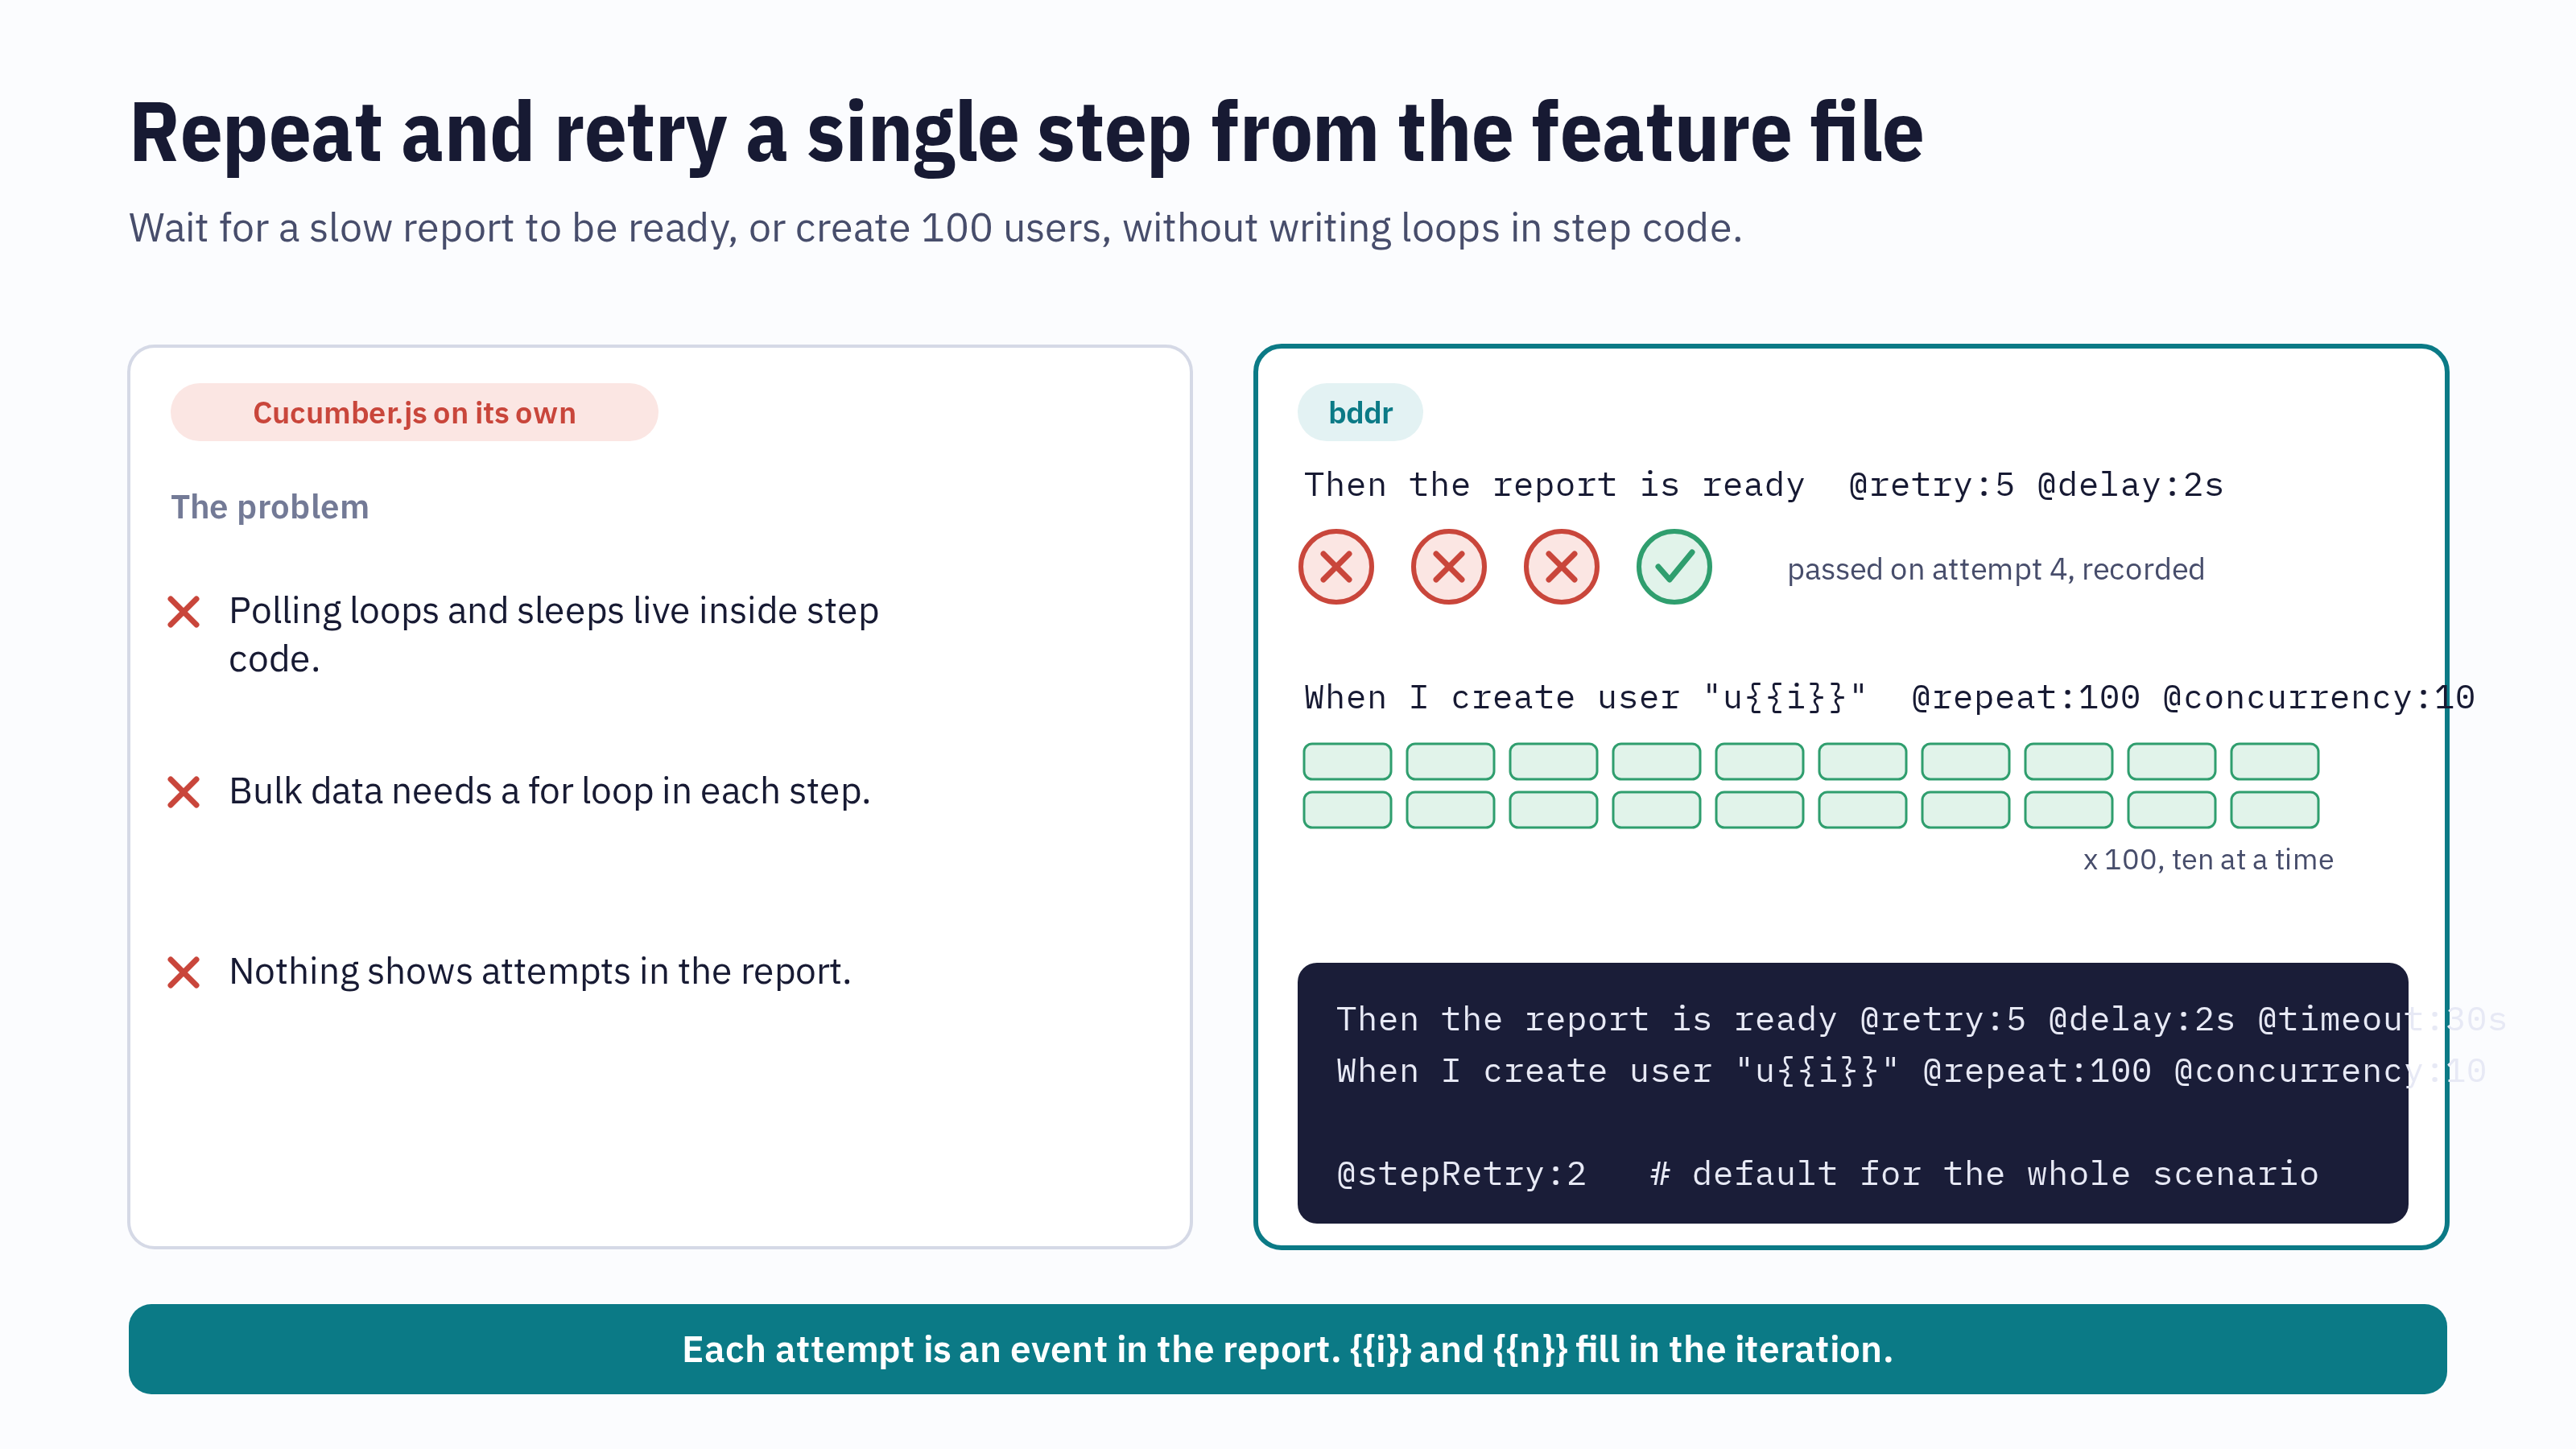 Repeat and retry a single step from the feature file
Wait for a slow report to be ready, or create 100 users, without writing loops in step code.
Cucumber.js on its own
The problem
Polling loops and sleeps live inside step
code.
Bulk data needs a for loop in each step.
Nothing shows attempts in the report.
bddr
Then the report is ready  @retry:5 @delay:2s
passed on attempt 4, recorded
When I create user "u{{i}}"  @repeat:100 @concurrency:10
x 100, ten at a time
Then the report is ready @retry:5 @delay:2s @timeout:30s
When I create user "u{{i}}" @repeat:100 @concurrency:10
@stepRetry:2   # default for the whole scenario
Each attempt is an event in the report. {{i}} and {{n}} fill in the iteration.